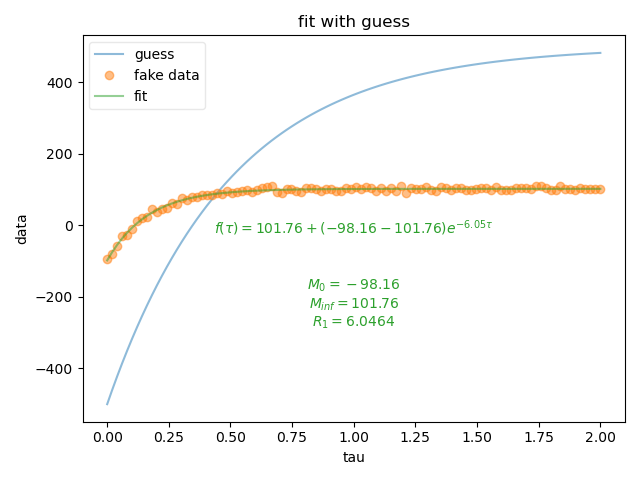 fit with guess
guess
fake data
fit
400
200
0
−200
−400
data
f(τ) = 101.76 + (−98.16 − 101.76)e^{−6.05τ}
M_0 = −98.16
M_{inf} = 101.76
R_1 = 6.0464
0.00 0.25 0.50 0.75 1.00 1.25 1.50 1.75 2.00
tau